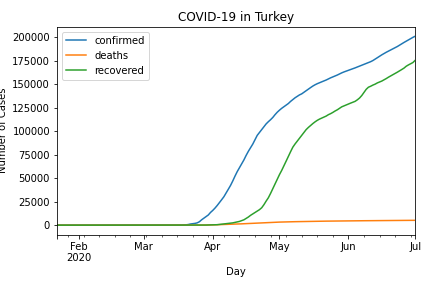 COVID-19 in Turkey
confirmed
deaths
recovered
200000
175000
150000
125000
100000
75000
50000
25000
0
Number of Cases
Feb
2020
Mar
Apr
May
Jun
Jul
Day